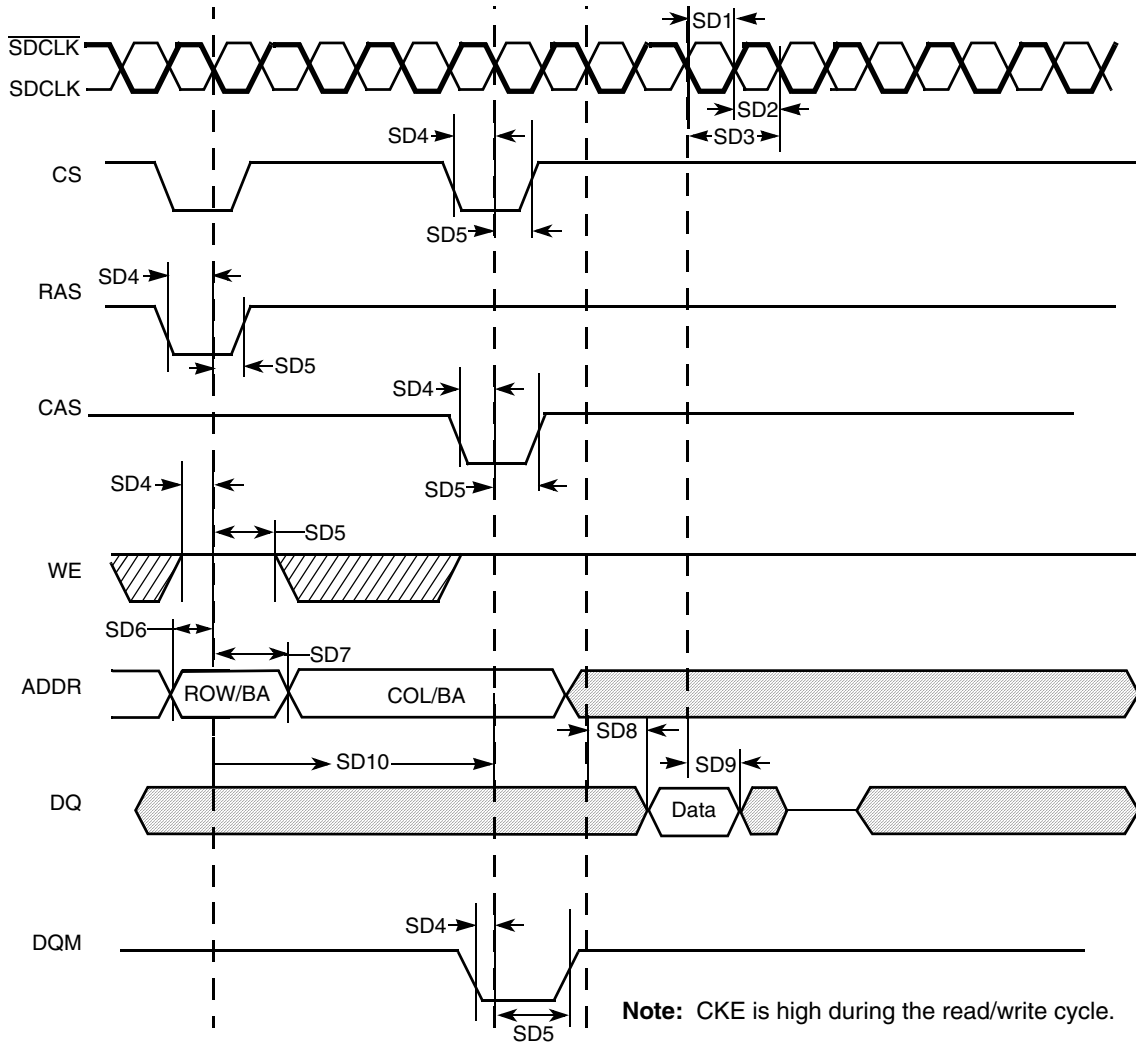 SD1
SDCLK
SDCLK
SD2
SD4
SD3
CS
SD5
SD4
RAS
SD5
SD4
CAS
SD4
SD5
SD5
WE
SD6
SD7
ADDR
ROW/BA
COL/BA
SD8
SD10
SD9
DQ
Data
SD4
DQM
Note: CKE is high during the read/write cycle.
SD5